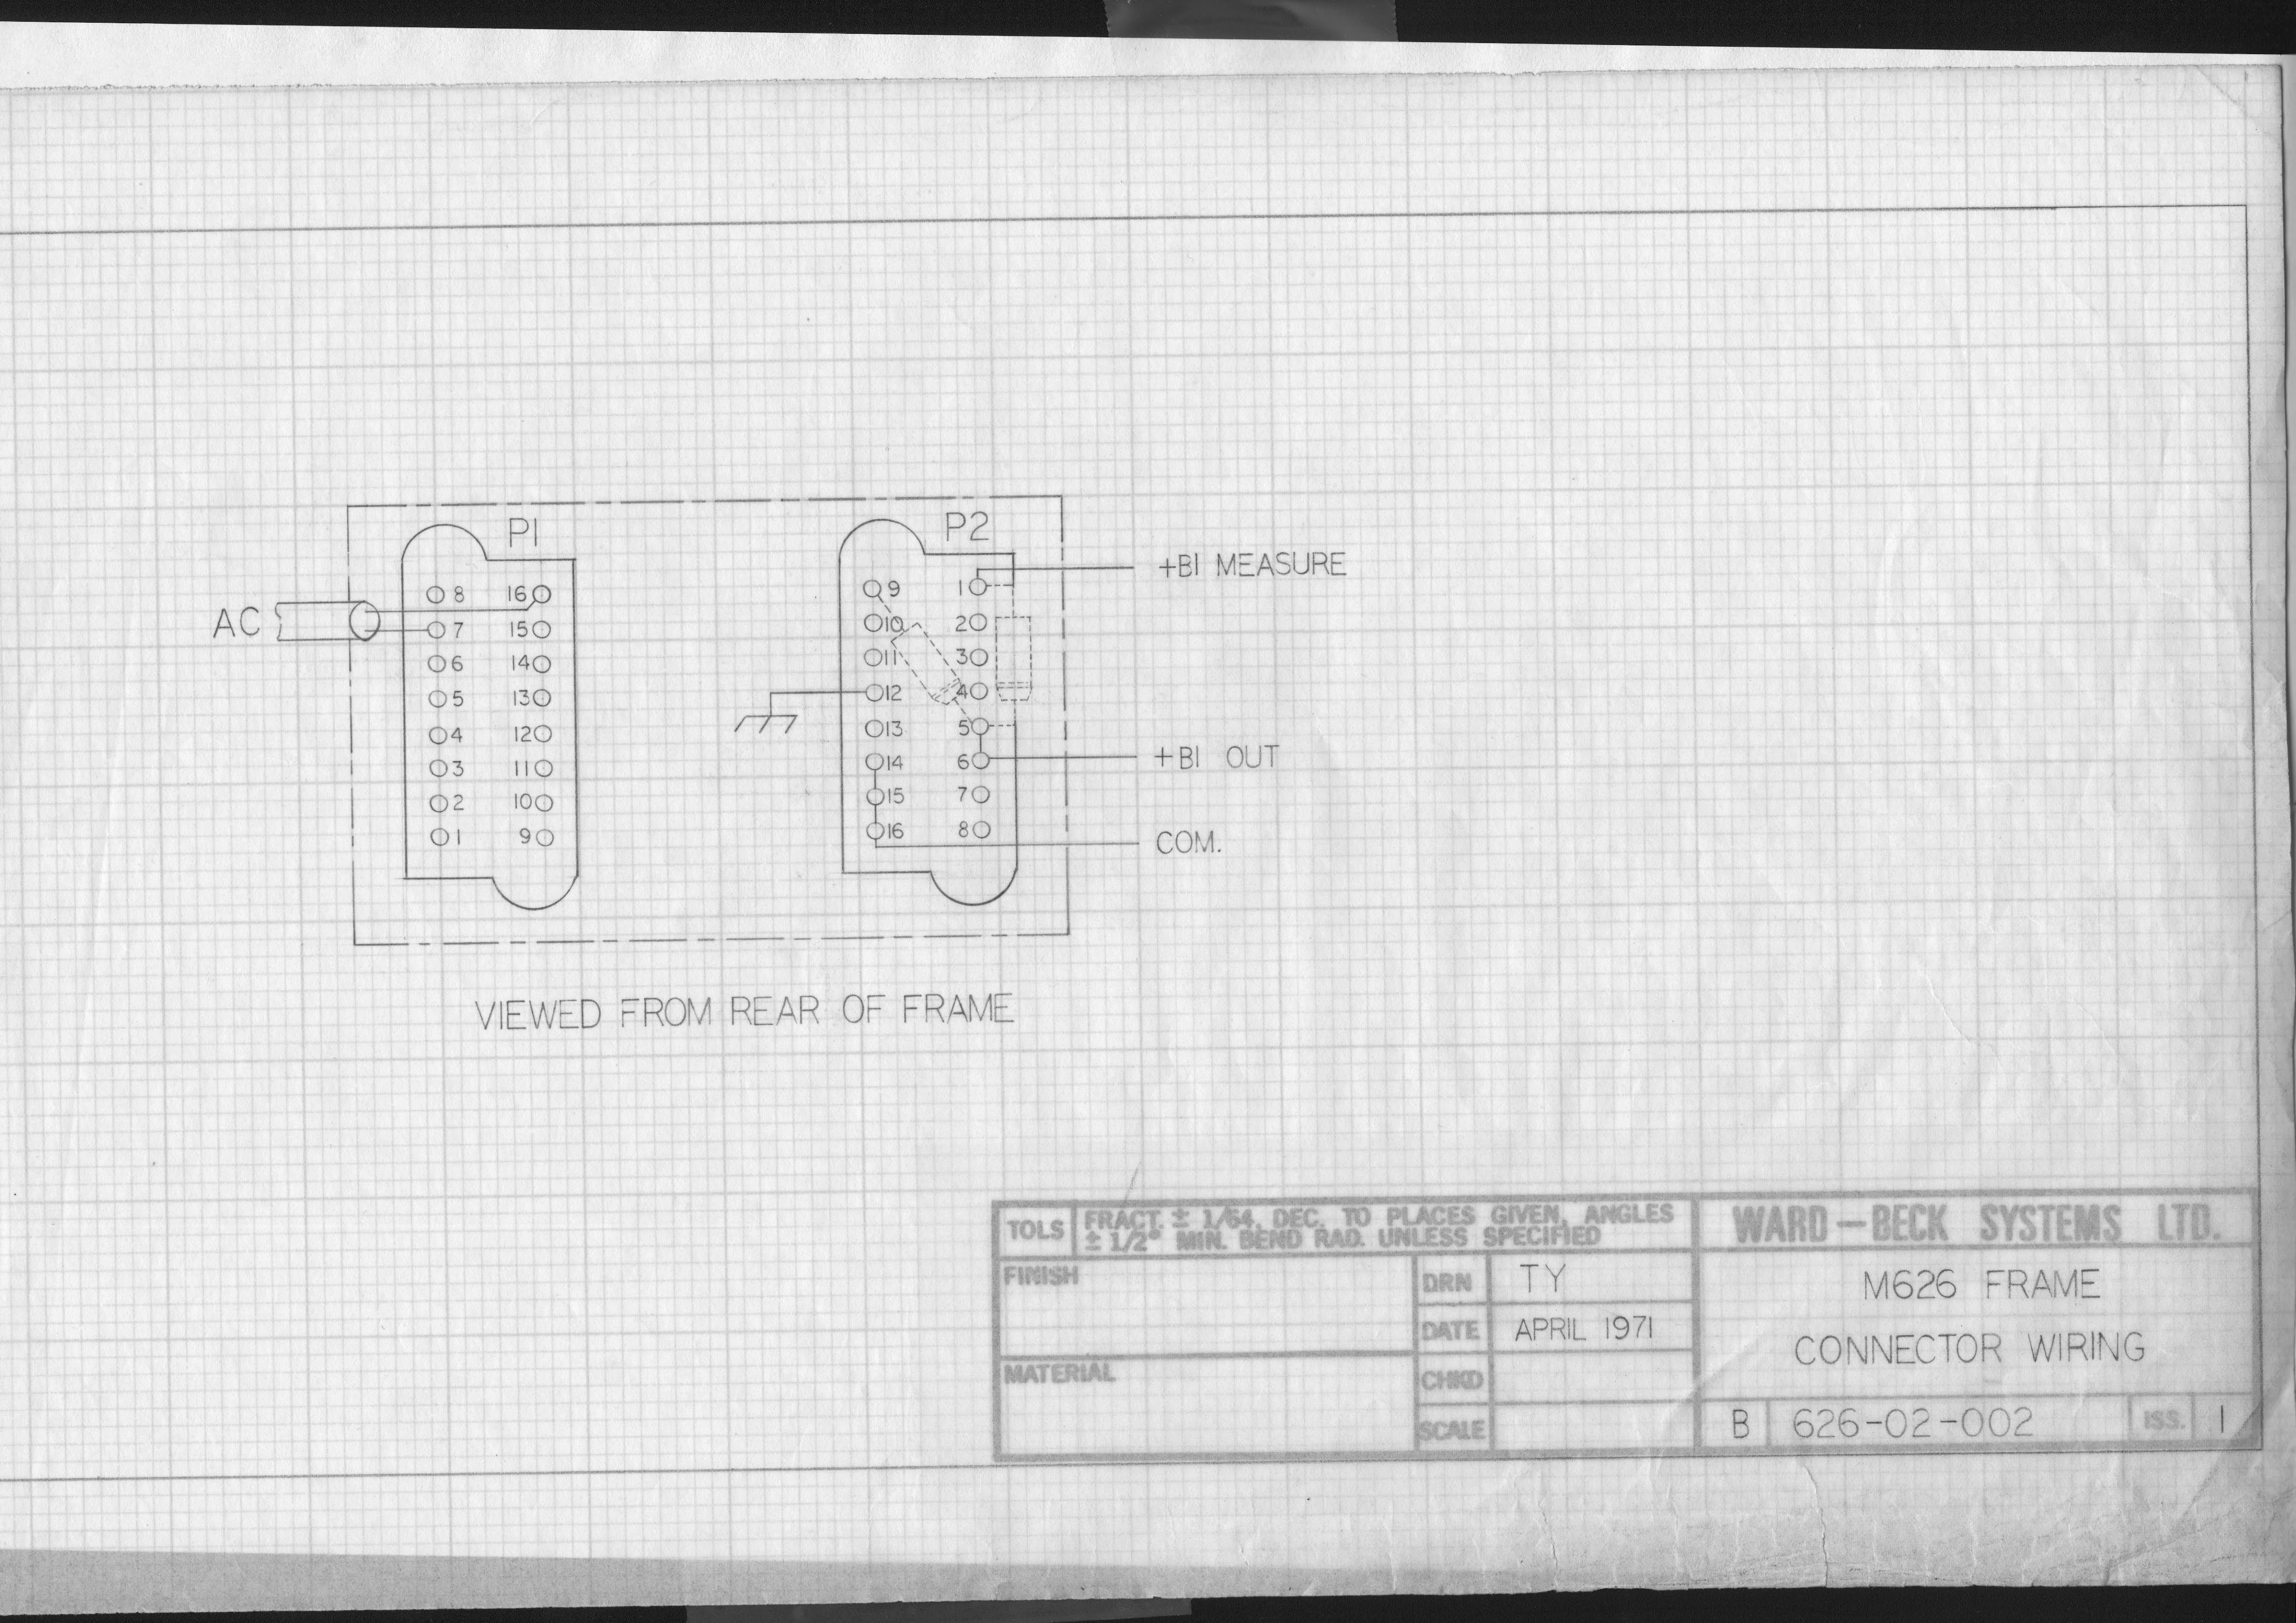 P1
P2
AC
8 16
7 15
6 14
5 13
4 12
3 11
2 10
1 9
9 1
10 2
11 3
12 4
13 5
14 6
15 7
16 8
+B1 MEASURE
+B1 OUT
COM.
VIEWED FROM REAR OF FRAME
TOLS
FRACT. ± 1/64, DEC. TO PLACES GIVEN, ANGLES
± 1/2° MIN. BEND RAD. UNLESS SPECIFIED
FINISH
MATERIAL
DRN TY
DATE APRIL 1971
CHKD
SCALE
WARD-BECK SYSTEMS LTD.
M626 FRAME
CONNECTOR WIRING
B 626-02-002 ISS. 1